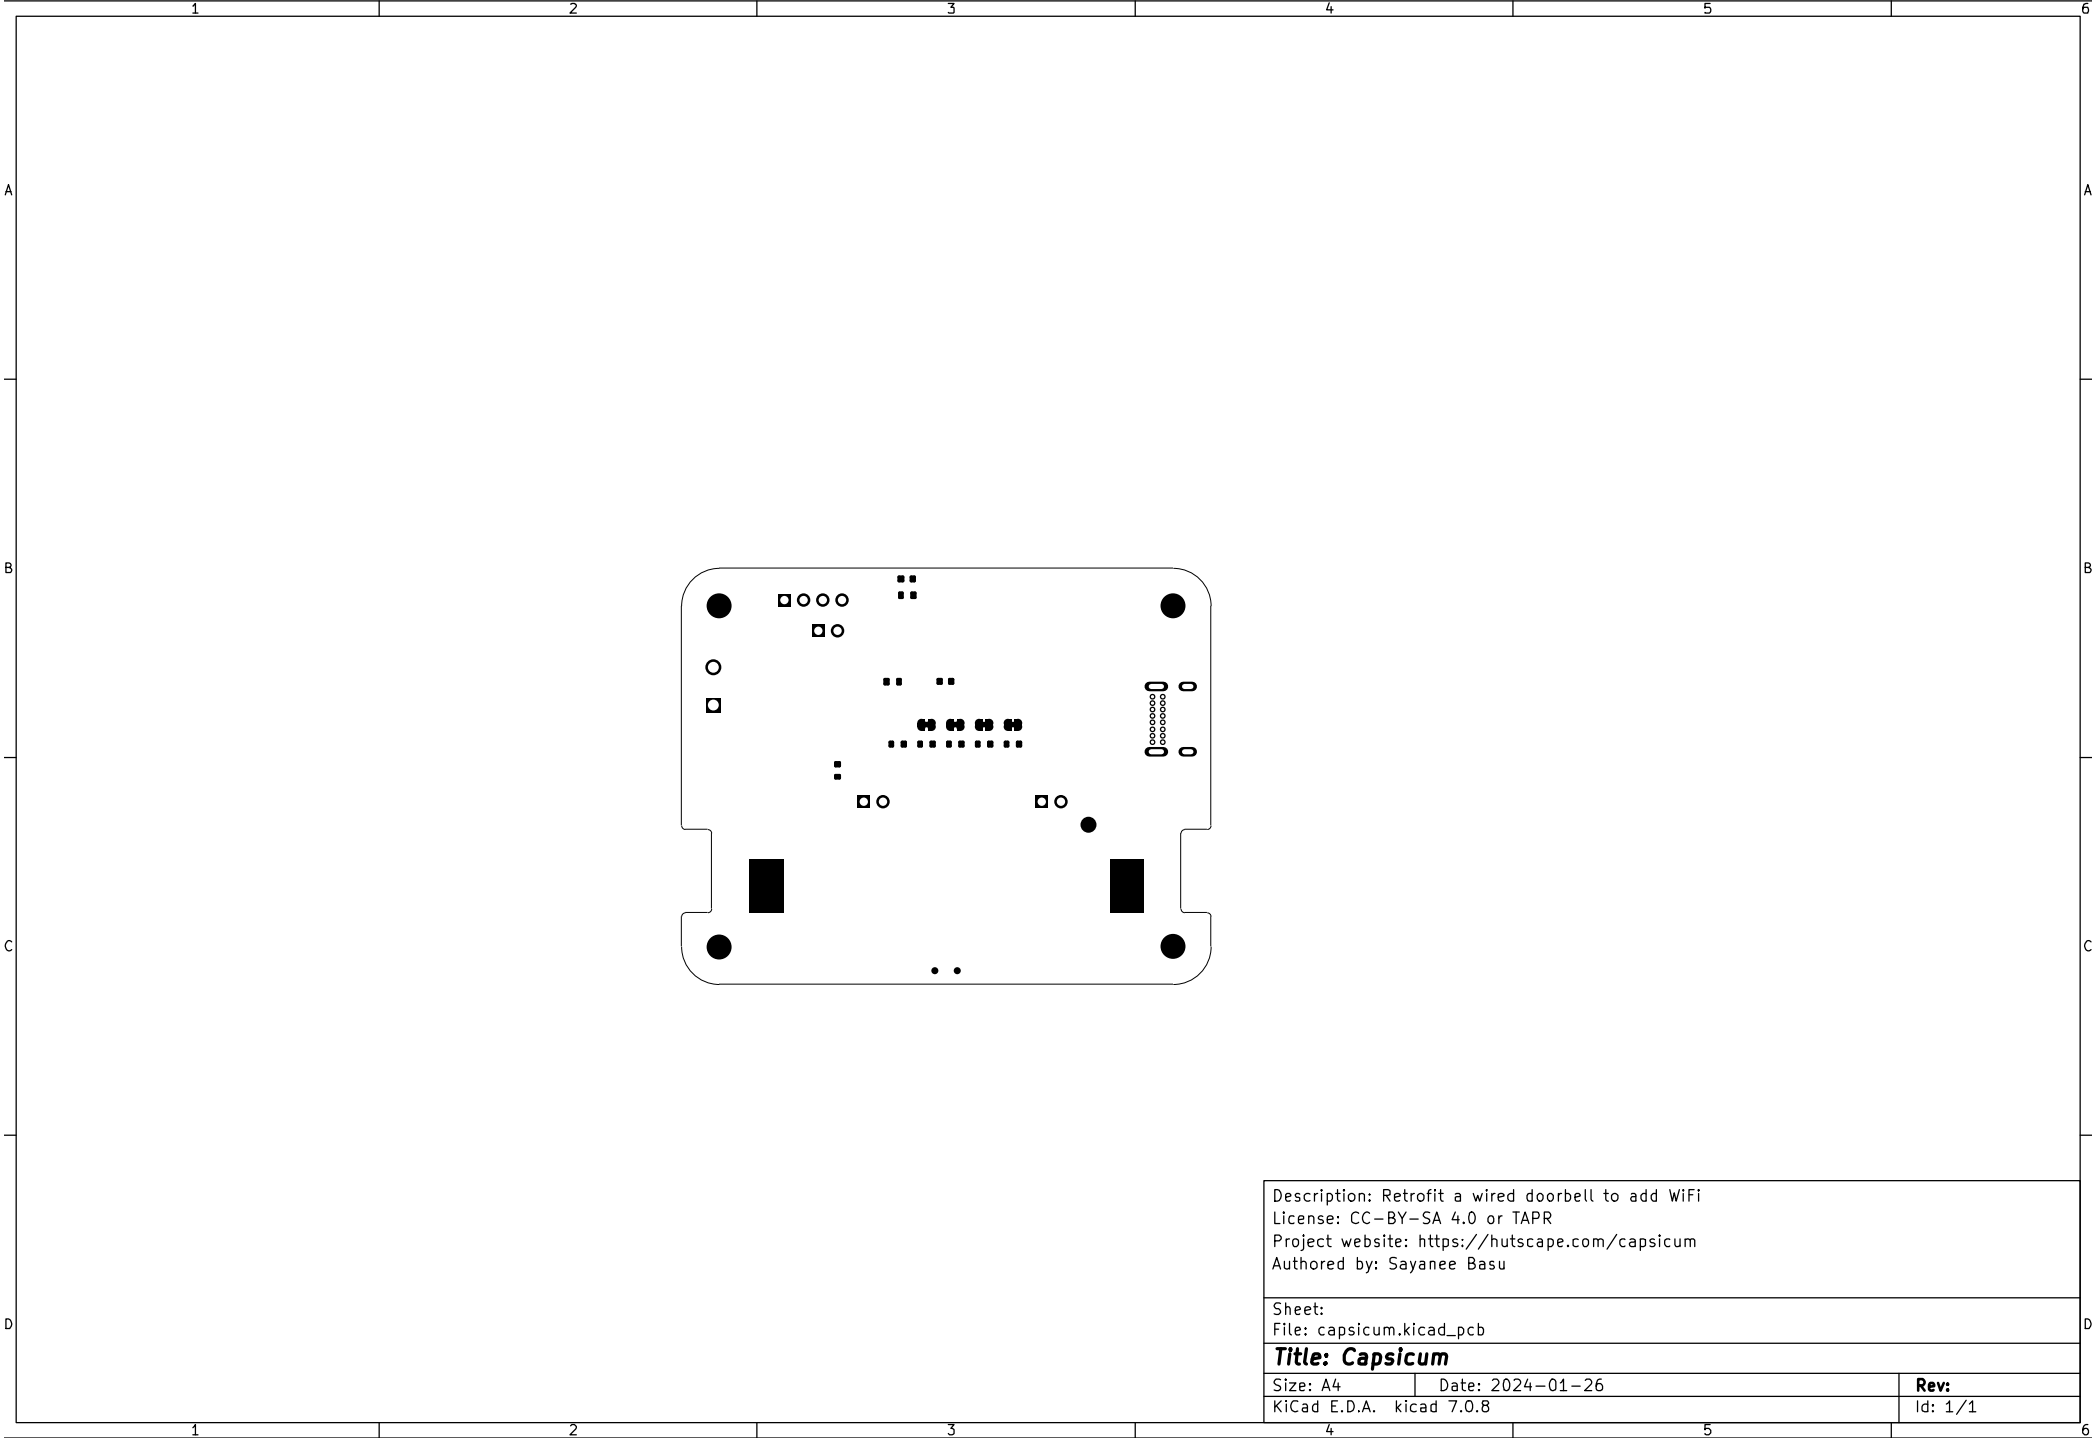 1 2 3 4 5 6
A A
B B
C C
Description: Retrofit a wired doorbell to add WiFi
License: CC-BY-SA 4.0 or TAPR
Project website: https://hutscape.com/capsicum
Authored by: Sayanee Basu
Sheet:
D D
File: capsicum.kicad_pcb
Title: Capsicum
Size: A4 Date: 2024-01-26 Rev:
KiCad E.D.A. kicad 7.0.8 Id: 1/1
1 2 3 4 5 6